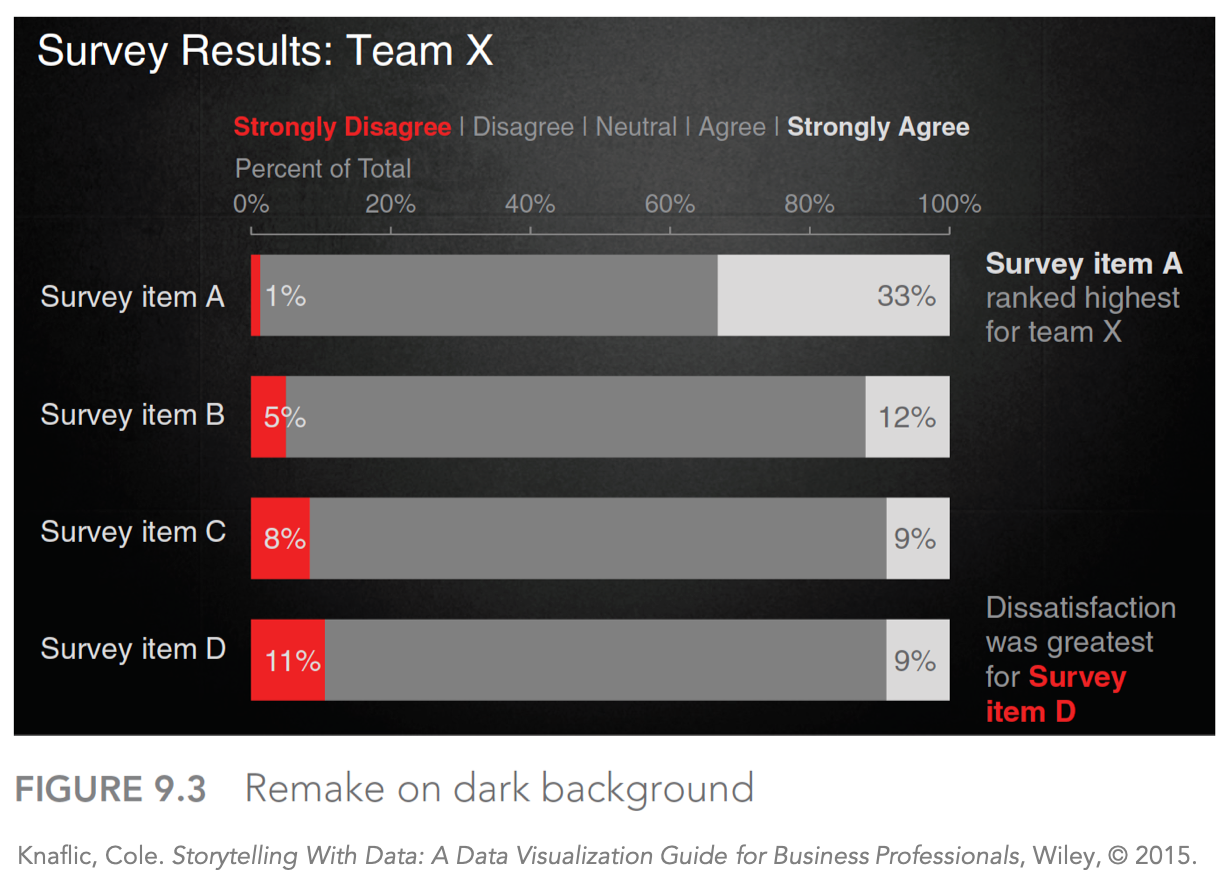 Survey Results: Team X
Strongly Disagree | Disagree | Neutral | Agree | Strongly Agree
Percent of Total
0% 20% 40% 60% 80% 100%
Survey item A 1% 33%
Survey item A
ranked highest
for team X
Survey item B 5% 12%
Survey item C 8% 9%
Survey item D 11% 9%
Dissatisfaction
was greatest
for Survey
item D
FIGURE 9.3 Remake on dark background
Knaflic, Cole. Storytelling With Data: A Data Visualization Guide for Business Professionals, Wiley, © 2015.